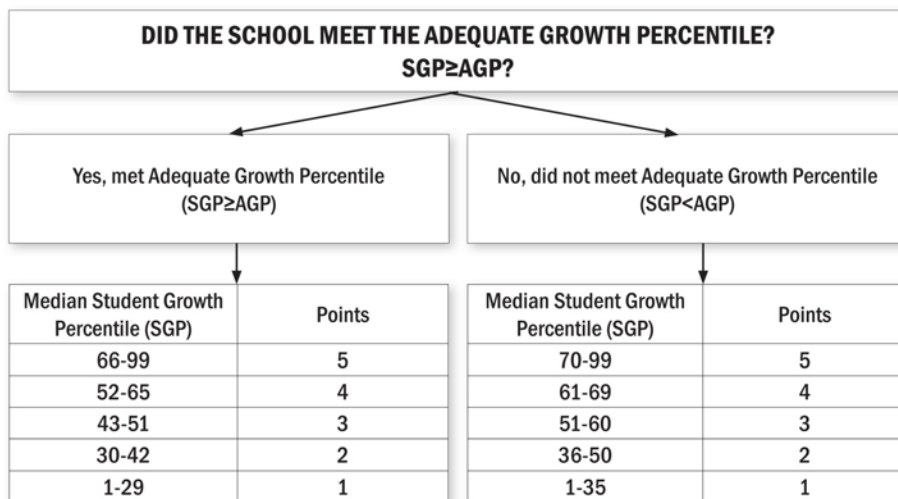 DID THE SCHOOL MEET THE ADEQUATE GROWTH PERCENTILE?
SGP≥AGP?
Yes, met Adequate Growth Percentile
(SGP≥AGP)
No, did not meet Adequate Growth Percentile
(SGP<AGP)
Median Student Growth
Percentile (SGP)
Points
66-99 5
52-65 4
43-51 3
30-42 2
1-29 1
Median Student Growth
Percentile (SGP)
Points
70-99 5
61-69 4
51-60 3
36-50 2
1-35 1